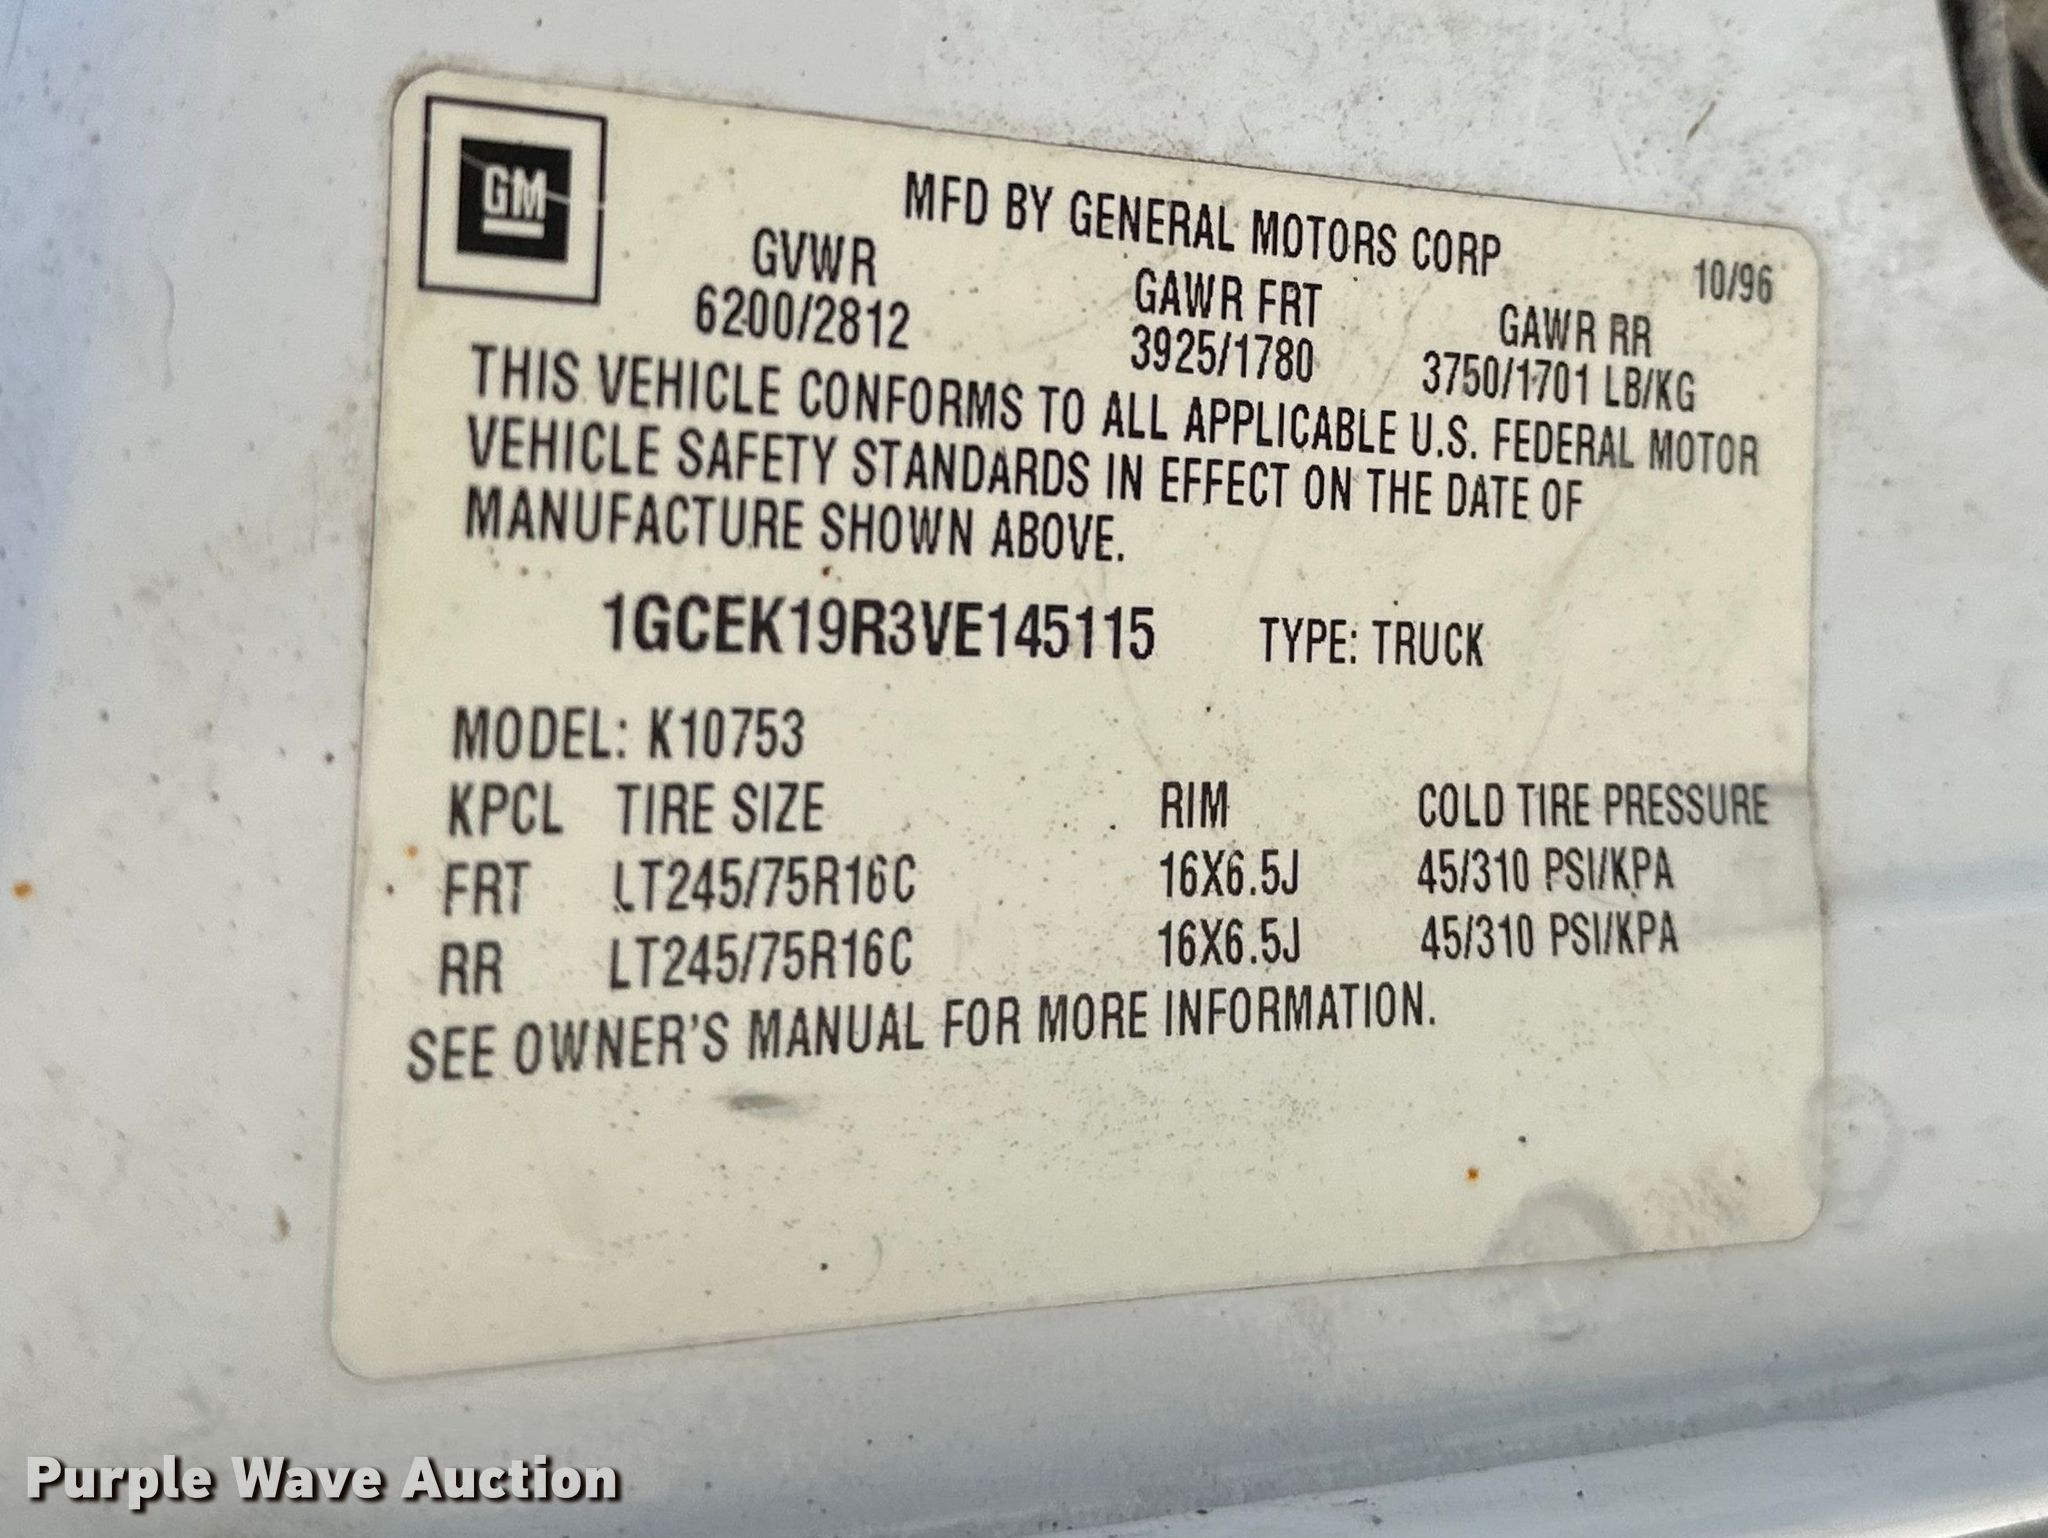 GM
MFD BY GENERAL MOTORS CORP
10/96
GVWR GAWR FRT GAWR RR
6200/2812 3925/1780 3750/1701 LB/KG
THIS VEHICLE CONFORMS TO ALL APPLICABLE U.S. FEDERAL MOTOR
VEHICLE SAFETY STANDARDS IN EFFECT ON THE DATE OF
MANUFACTURE SHOWN ABOVE.
1GCEK19R3VE145115 TYPE: TRUCK
MODEL: K10753
KPCL TIRE SIZE RIM COLD TIRE PRESSURE
FRT LT245/75R16C 16X6.5J 45/310 PSI/KPA
RR LT245/75R16C 16X6.5J 45/310 PSI/KPA
SEE OWNER'S MANUAL FOR MORE INFORMATION.
Purple Wave Auction